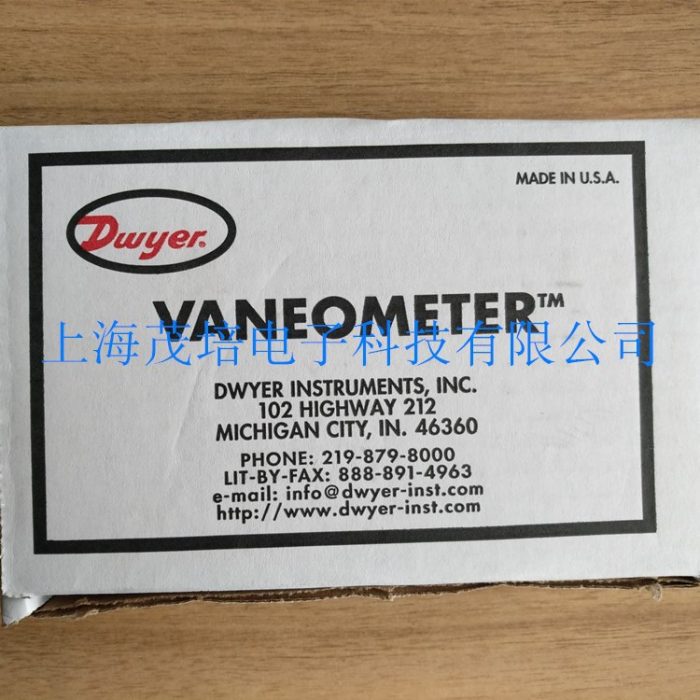 MADE IN U.S.A.
Dwyer®
VANEOMETER™
上海茂培电子科技有限公司
DWYER INSTRUMENTS, INC.
102 HIGHWAY 212
MICHIGAN CITY, IN. 46360
PHONE: 219-879-8000
LIT-BY-FAX: 888-891-4963
e-mail: info@dwyer-inst.com
http://www.dwyer-inst.com